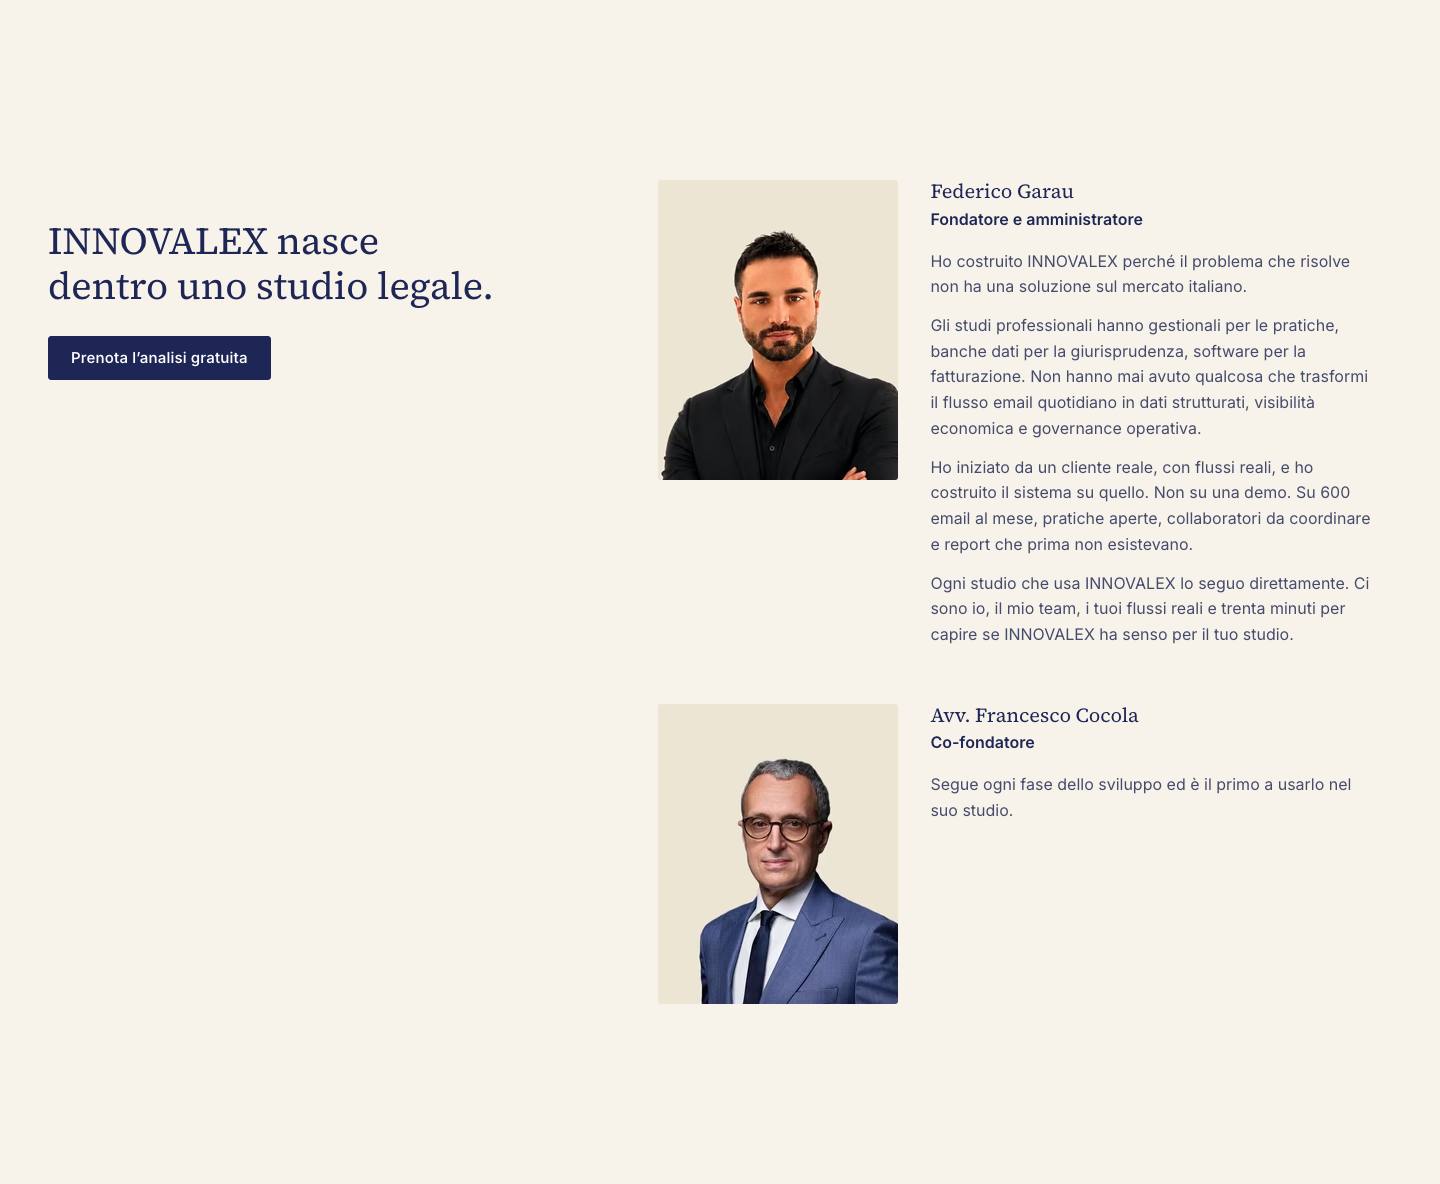 INNOVALEX nasce
dentro uno studio legale.
Prenota l’analisi gratuita
Federico Garau
Fondatore e amministratore
Ho costruito INNOVALEX perché il problema che risolve
non ha una soluzione sul mercato italiano.
Gli studi professionali hanno gestionali per le pratiche,
banche dati per la giurisprudenza, software per la
fatturazione. Non hanno mai avuto qualcosa che trasformi
il flusso email quotidiano in dati strutturati, visibilità
economica e governance operativa.
Ho iniziato da un cliente reale, con flussi reali, e ho
costruito il sistema su quello. Non su una demo. Su 600
email al mese, pratiche aperte, collaboratori da coordinare
e report che prima non esistevano.
Ogni studio che usa INNOVALEX lo seguo direttamente. Ci
sono io, il mio team, i tuoi flussi reali e trenta minuti per
capire se INNOVALEX ha senso per il tuo studio.
Avv. Francesco Cocola
Co-fondatore
Segue ogni fase dello sviluppo ed è il primo a usarlo nel
suo studio.